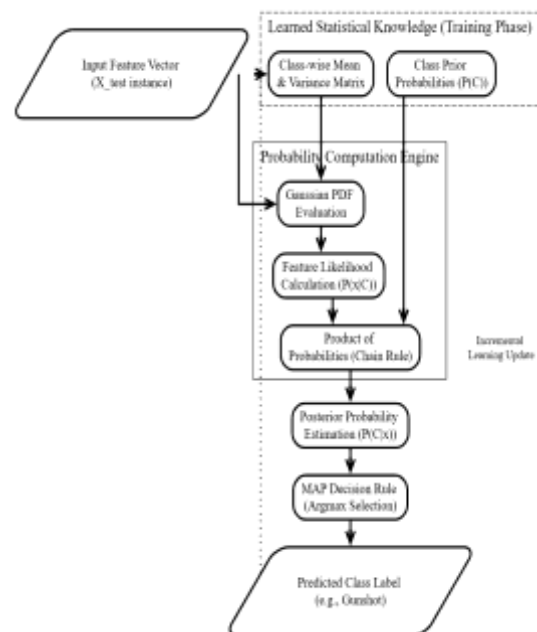 Learned Statistical Knowledge (Training Phase)
Input Feature Vector
(X_test instance)
Class-wise Mean
& Variance Matrix
Class Prior
Probabilities (P(C))
Probability Computation Engine
Gaussian PDF
Evaluation
Feature Likelihood
Calculation (P(x|C))
Product of
Probabilities (Chain Rule)
Incremental
Learning Update
Posterior Probability
Estimation (P(C|x))
MAP Decision Rule
(Argmax Selection)
Predicted Class Label
(e.g., Gunshot)